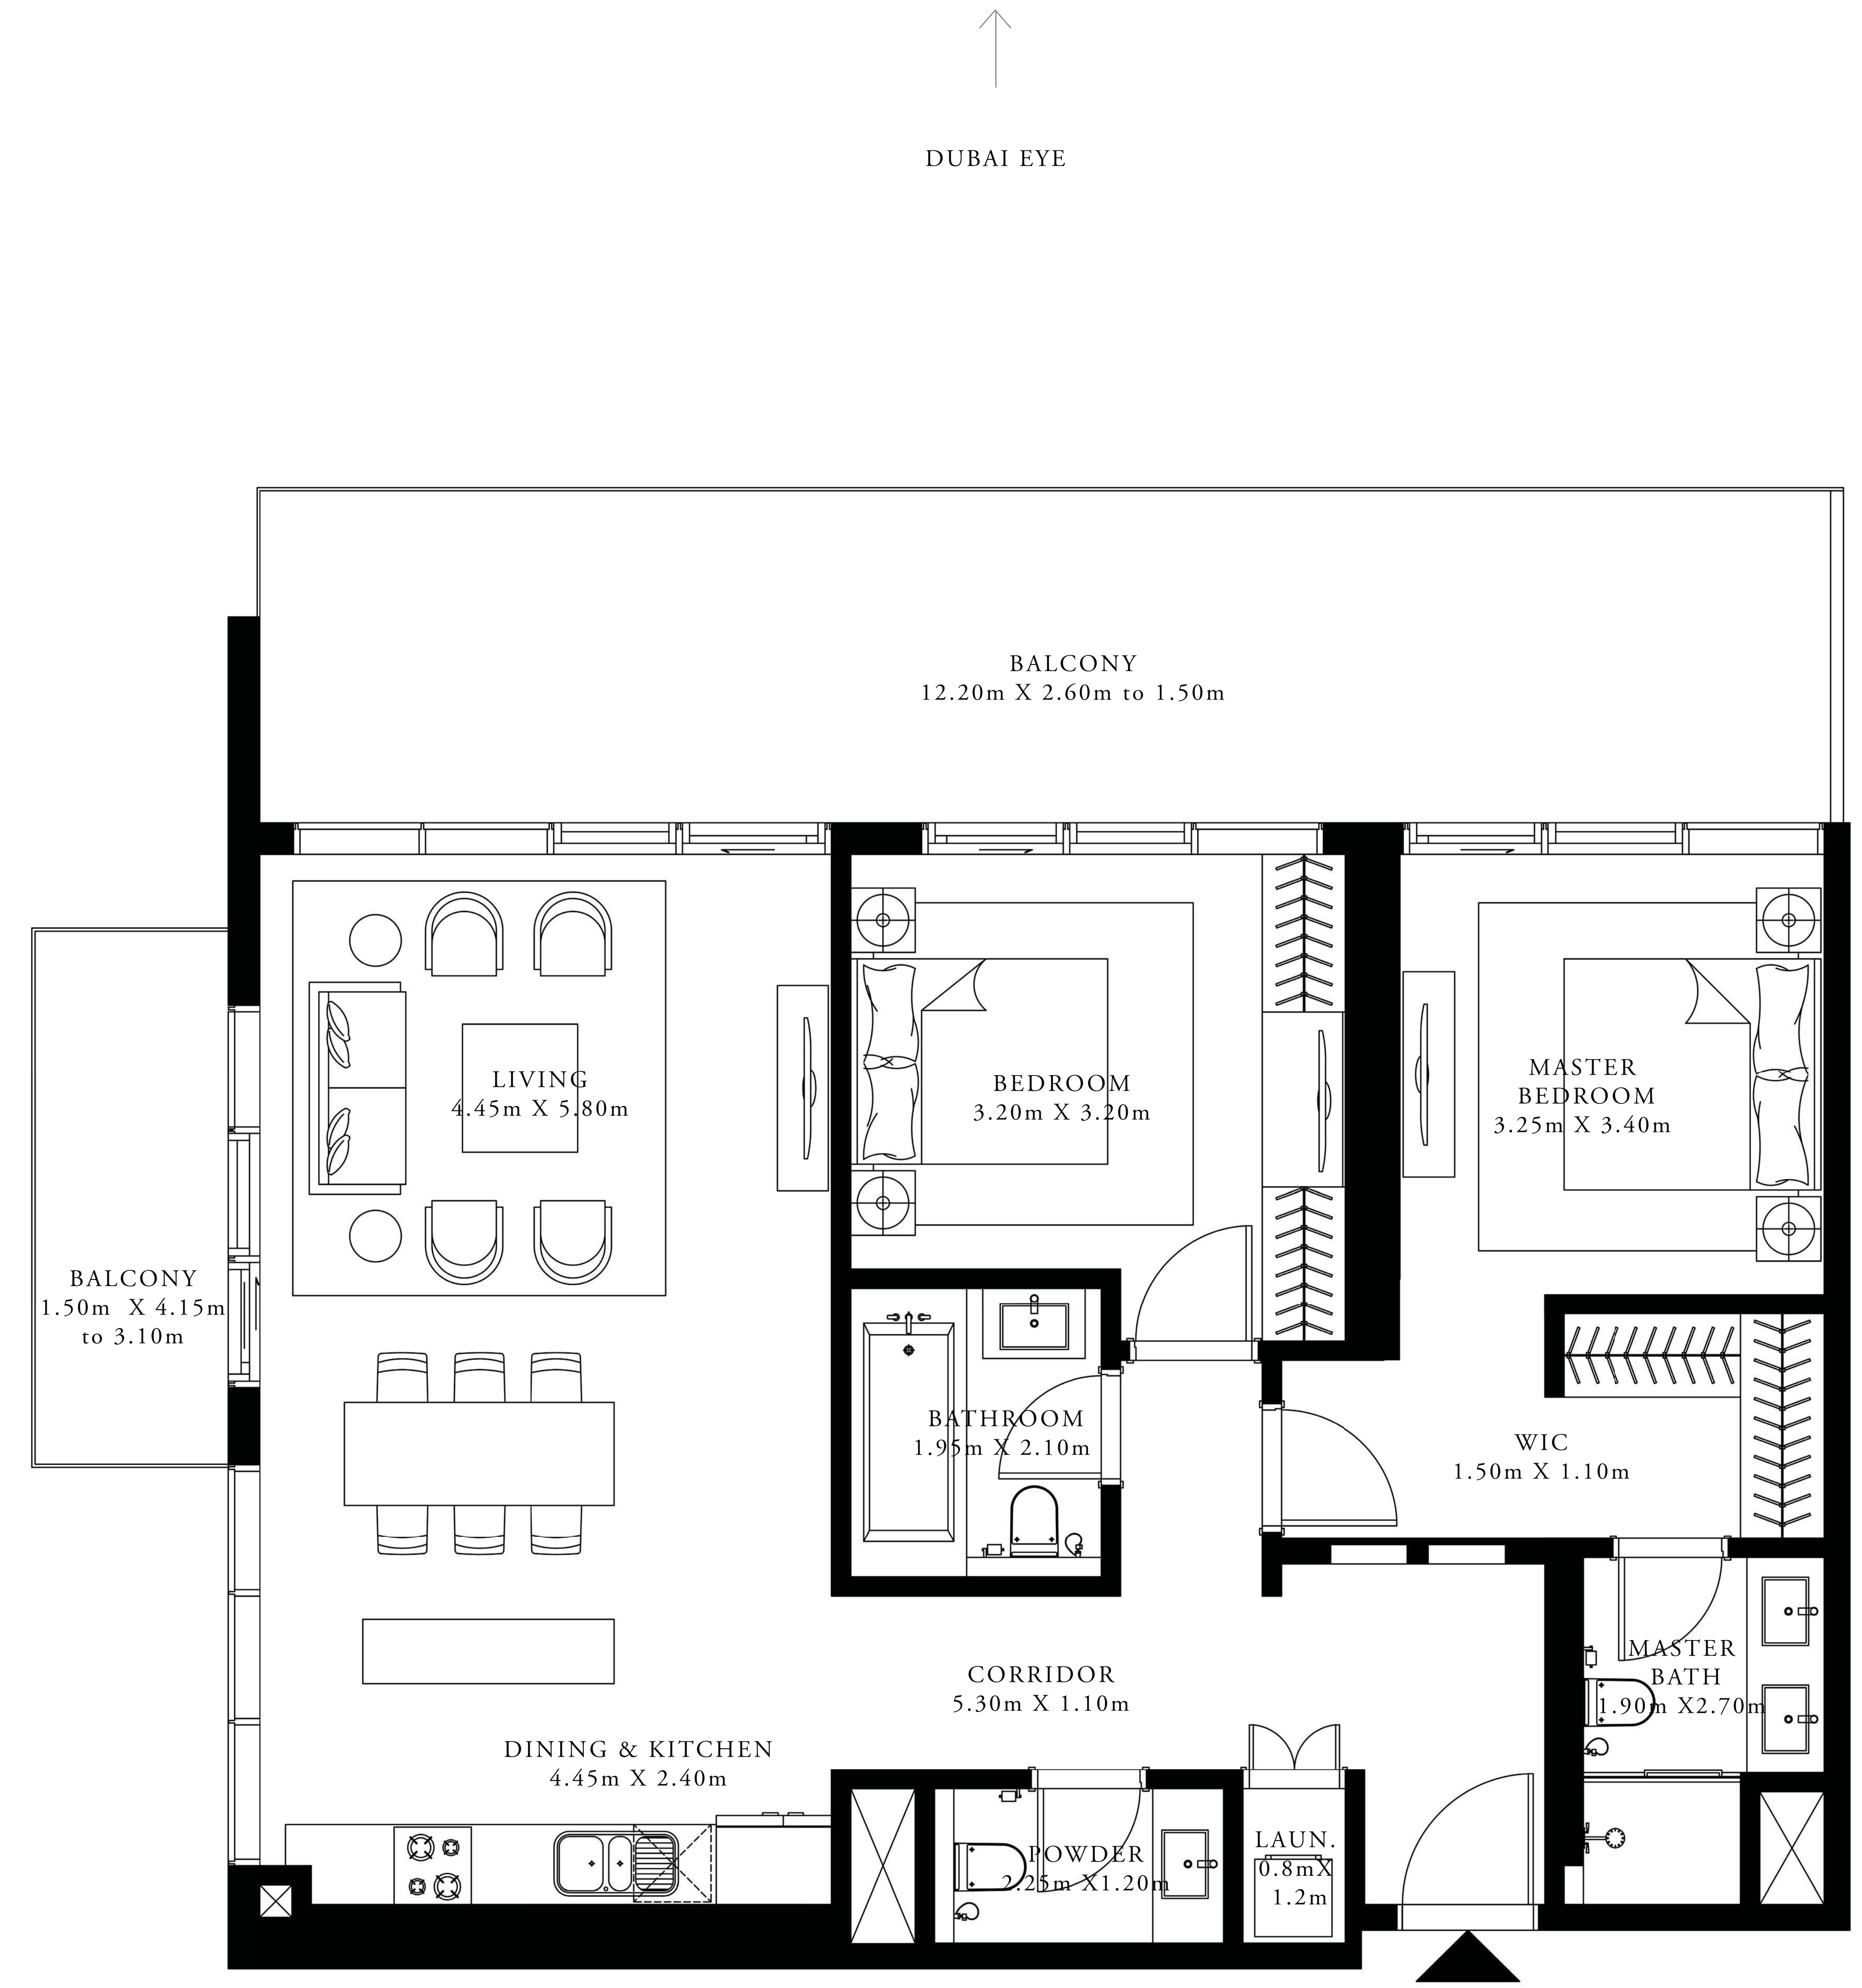 DUBAI EYE
BALCONY
12.20m X 2.60m to 1.50m
LIVING
4.45m X 5.80m
BEDROOM
3.20m X 3.20m
MASTER
BEDROOM
3.25m X 3.40m
BALCONY
1.50m X 4.15m
to 3.10m
BATHROOM
1.95m X 2.10m
WIC
1.50m X 1.10m
MASTER
BATH
1.90m X2.70m
CORRIDOR
5.30m X 1.10m
DINING & KITCHEN
4.45m X 2.40m
POWDER
2.25m X1.20m
LAUN.
0.8mX
1.2m